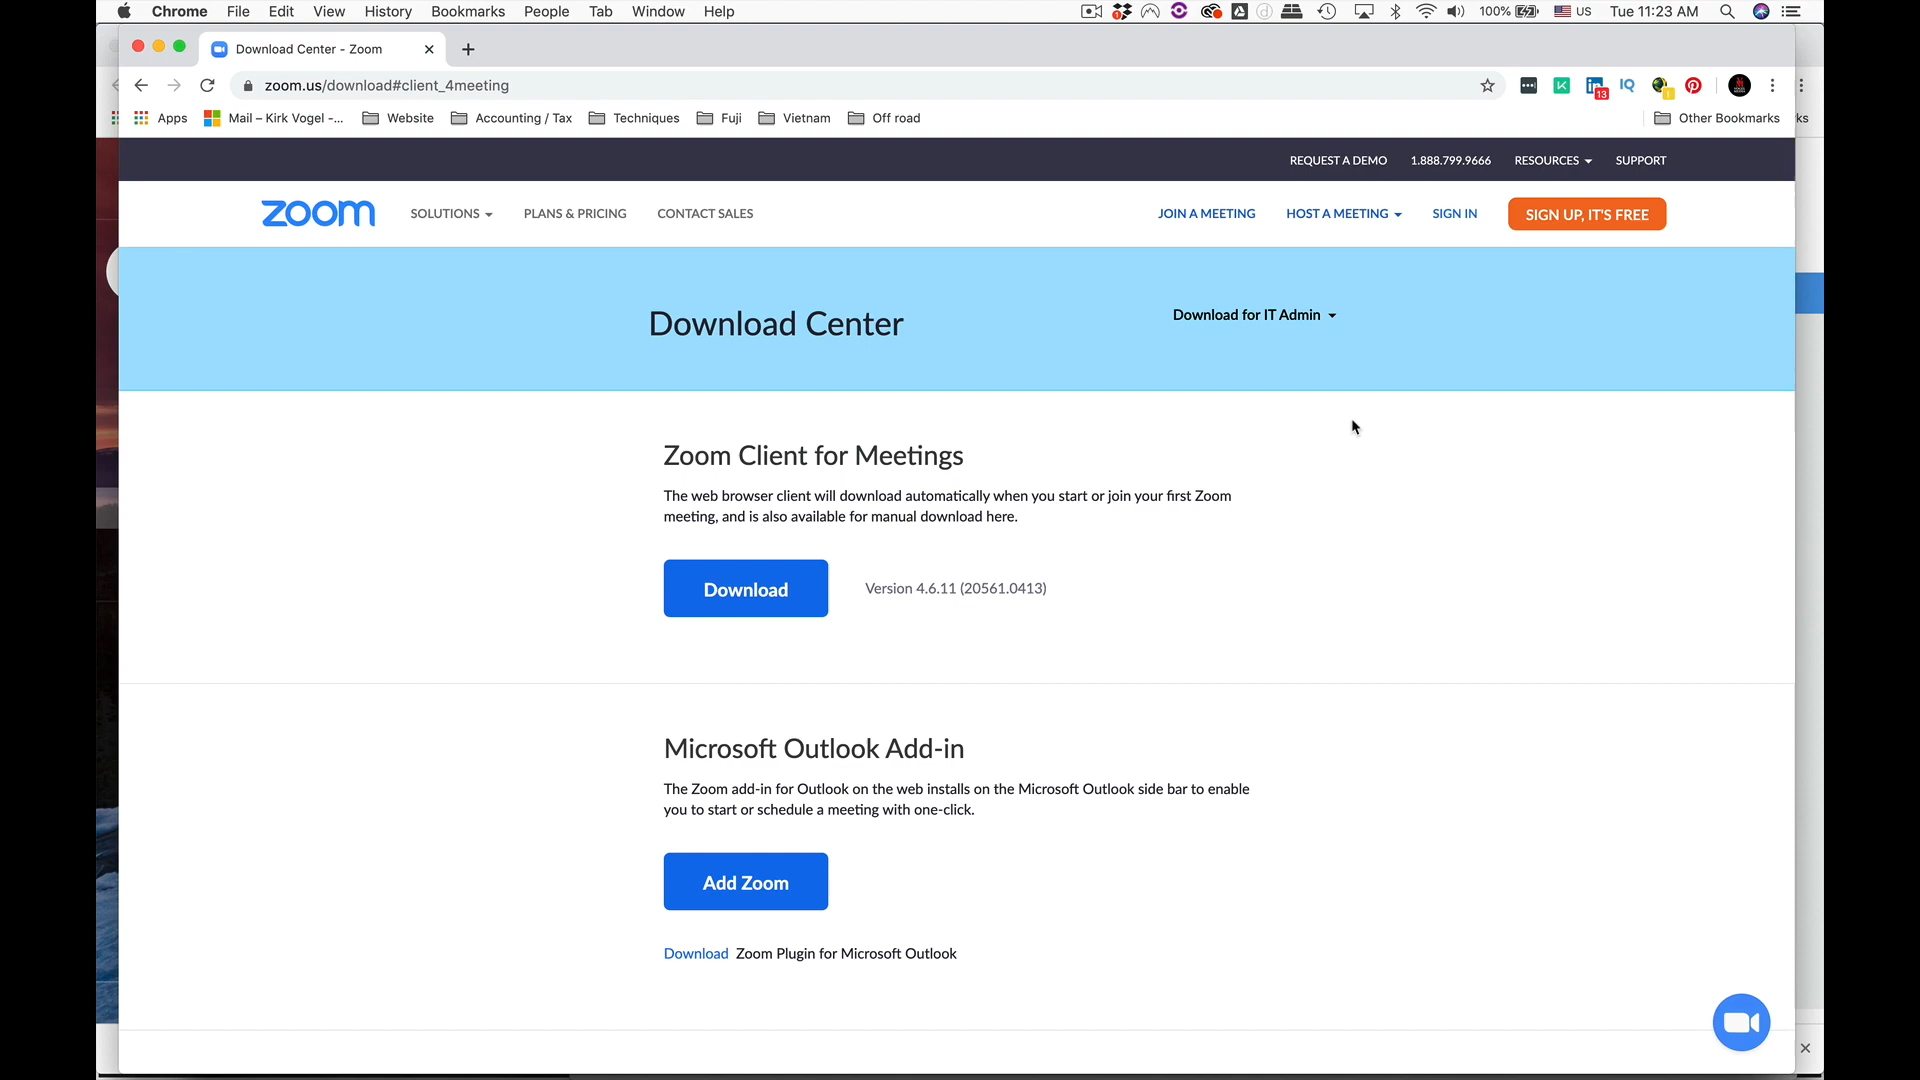 Chrome File Edit View History Bookmarks People Tab Window Help
1 100% US Tue 11:23 AM
Download Center - Zoom
zoom.us/download#client_4meeting
13 IQ
Apps Mail – Kirk Vogel -... Website Accounting / Tax Techniques Fuji Vietnam Off road Other Bookmarks ks
REQUEST A DEMO 1.888.799.9666 RESOURCES SUPPORT
zoom SOLUTIONS PLANS & PRICING CONTACT SALES JOIN A MEETING HOST A MEETING SIGN IN SIGN UP, IT'S FREE
Download Center
Download for IT Admin
Zoom Client for Meetings
The web browser client will download automatically when you start or join your first Zoom
meeting, and is also available for manual download here.
Download Version 4.6.11 (20561.0413)
Microsoft Outlook Add-in
The Zoom add-in for Outlook on the web installs on the Microsoft Outlook side bar to enable
you to start or schedule a meeting with one-click.
Add Zoom
Download Zoom Plugin for Microsoft Outlook